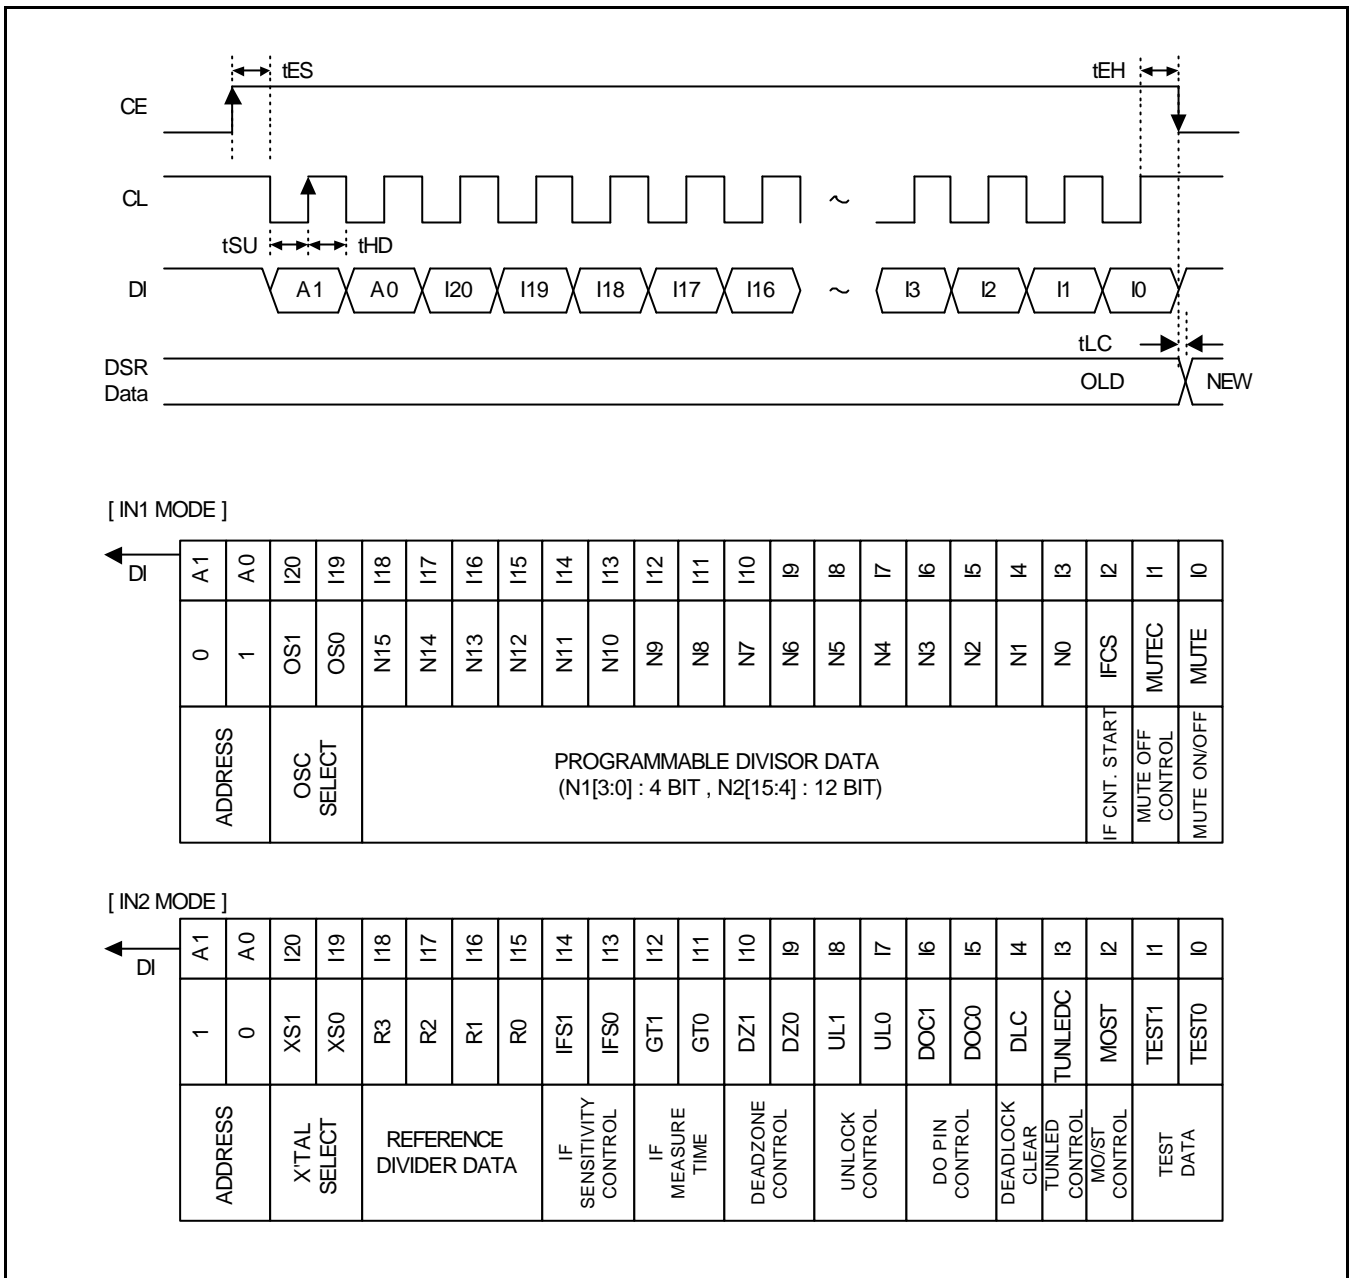 tES
tEH
CE
CL
~
tSU
tHD
DI
A1 A0 I20 I19 I18 I17 I16 ~ I3 I2 I1 I0
tLC
DSR
Data
OLD
NEW
[ IN1 MODE ]
DI
A1 A0 I20 I19 I18 I17 I16 I15 I14 I13 I12 I11 I10 I9 I8 I7 I6 I5 I4 I3 I2 I1 I0
0 1 OS1 OS0 N15 N14 N13 N12 N11 N10 N9 N8 N7 N6 N5 N4 N3 N2 N1 N0 IFCS MUTEC MUTE
ADDRESS
OSC
SELECT
PROGRAMMABLE DIVISOR DATA
(N1[3:0] : 4 BIT , N2[15:4] : 12 BIT)
IF CNT. START
MUTE OFF
CONTROL
MUTE ON/OFF
[ IN2 MODE ]
DI
A1 A0 I20 I19 I18 I17 I16 I15 I14 I13 I12 I11 I10 I9 I8 I7 I6 I5 I4 I3 I2 I1 I0
1 0 XS1 XS0 R3 R2 R1 R0 IFS1 IFS0 GT1 GT0 DZ1 DZ0 UL1 UL0 DOC1 DOC0 DLC TUNLEDC MOST TEST1 TEST0
ADDRESS
X'TAL
SELECT
REFERENCE
DIVIDER DATA
IF
SENSITIVITY
CONTROL
IF
MEASURE
TIME
DEADZONE
CONTROL
UNLOCK
CONTROL
DO PIN
CONTROL
DEADLOCK
CLEAR
TUNLED
CONTROL
MO/ST
CONTROL
TEST
DATA